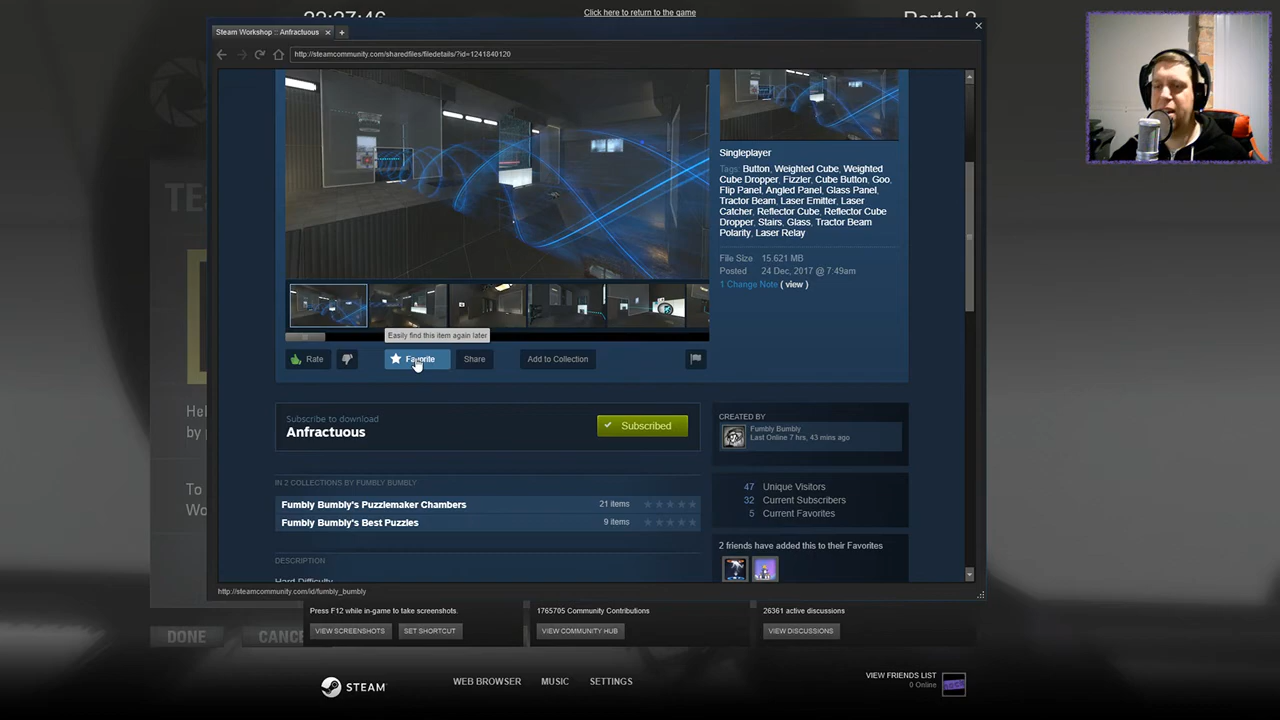 22:27:46
Click here to return to the game
Portal 2
Steam Workshop :: Anfractuous
http://steamcommunity.com/sharedfiles/filedetails/?id=1241840120
Singleplayer
Tags: Button, Weighted Cube, Weighted
Cube Dropper, Fizzler, Cube Button, Goo,
Flip Panel, Angled Panel, Glass Panel,
Tractor Beam, Laser Emitter, Laser
Catcher, Reflector Cube, Reflector Cube
Dropper, Stairs, Glass, Tractor Beam
Polarity, Laser Relay
File Size 15.621 MB
Posted 24 Dec, 2017 @ 7:49am
1 Change Note ( view )
Easily find this item again later
Rate
Favorite
Share
Add to Collection
Subscribe to download
Anfractuous
Subscribed
CREATED BY
Fumbly Bumbly
Last Online 7 hrs, 43 mins ago
IN 2 COLLECTIONS BY FUMBLY BUMBLY
Fumbly Bumbly's Puzzlemaker Chambers 21 items
Fumbly Bumbly's Best Puzzles 9 items
47 Unique Visitors
32 Current Subscribers
5 Current Favorites
2 friends have added this to their Favorites
DESCRIPTION
Hard Difficulty
http://steamcommunity.com/id/fumbly_bumbly
Press F12 while in-game to take screenshots.
1765705 Community Contributions
26361 active discussions
VIEW SCREENSHOTS
SET SHORTCUT
VIEW COMMUNITY HUB
VIEW DISCUSSIONS
DONE
STEAM
WEB BROWSER
MUSIC
SETTINGS
VIEW FRIENDS LIST
0 Online